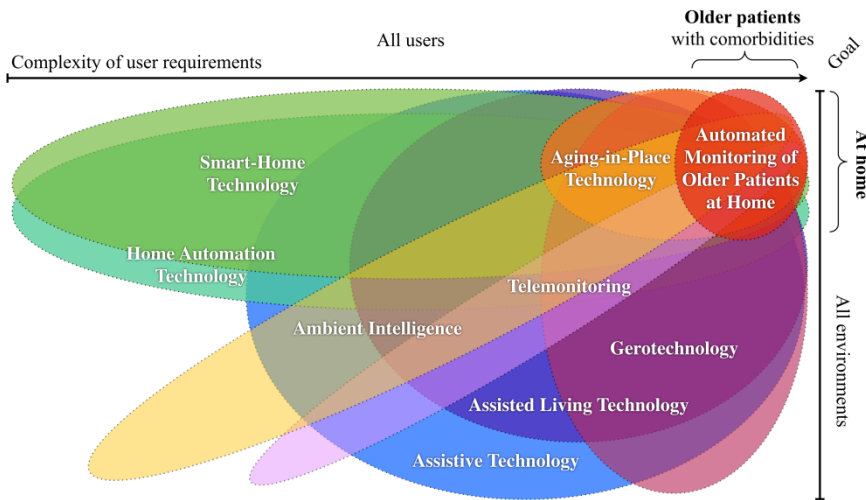 Older patients
with comorbidities
All users
Goal
Complexity of user requirements
At home
Smart-Home
Technology
Aging-in-Place
Technology
Automated
Monitoring of
Older Patients
at Home
Home Automation
Technology
Telemonitoring
Ambient Intelligence
All environments
Gerotechnology
Assisted Living Technology
Assistive Technology